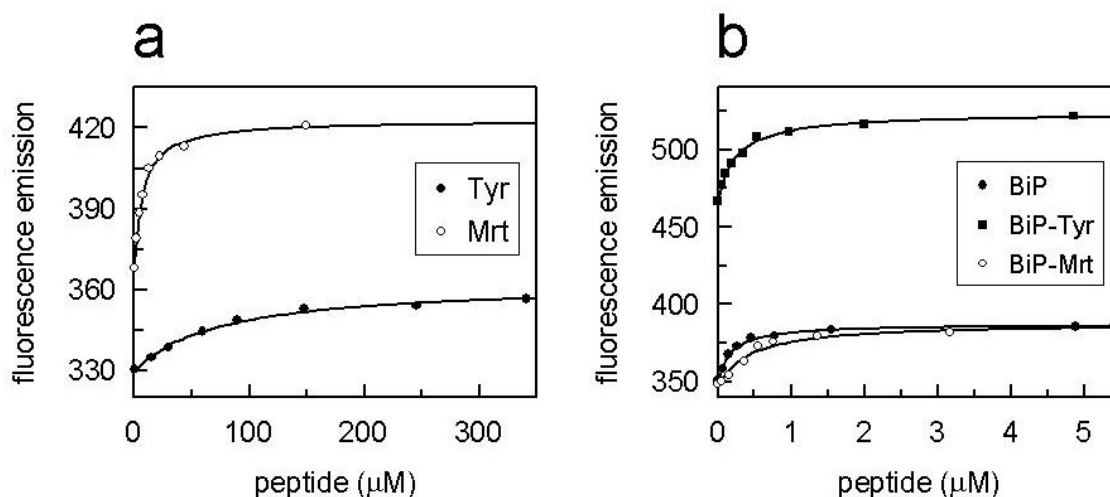 a
fluorescence emission
420
390
360
330
0
100
200
300
peptide (μM)
Tyr
Mrt
b
fluorescence emission
500
450
400
350
0
1
2
3
4
5
peptide (μM)
BiP
BiP-Tyr
BiP-Mrt